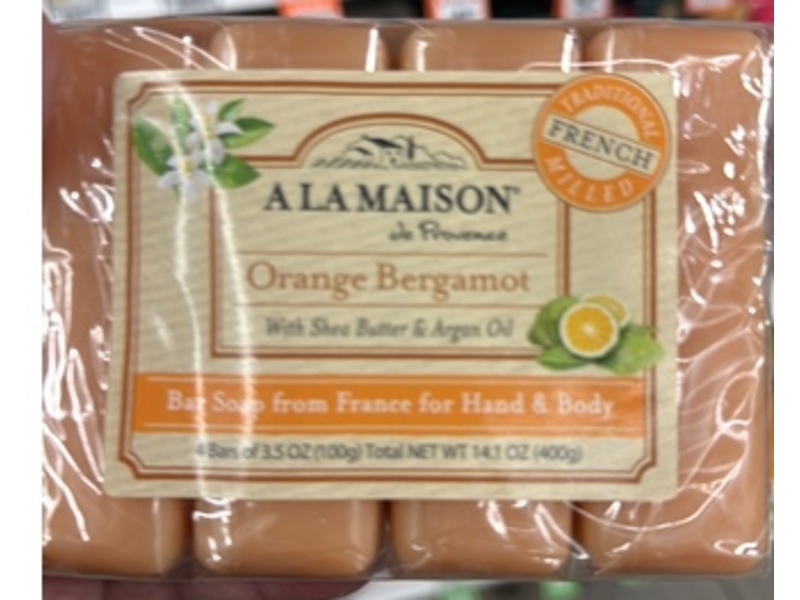 TRADITIONAL
FRENCH
MILLED
A LA MAISON™
de Provence
Orange Bergamot
With Shea Butter & Argan Oil
Bar Soap from France for Hand & Body
4 Bars of 3.5 OZ (100g) Total NET WT 14.1 OZ (400g)